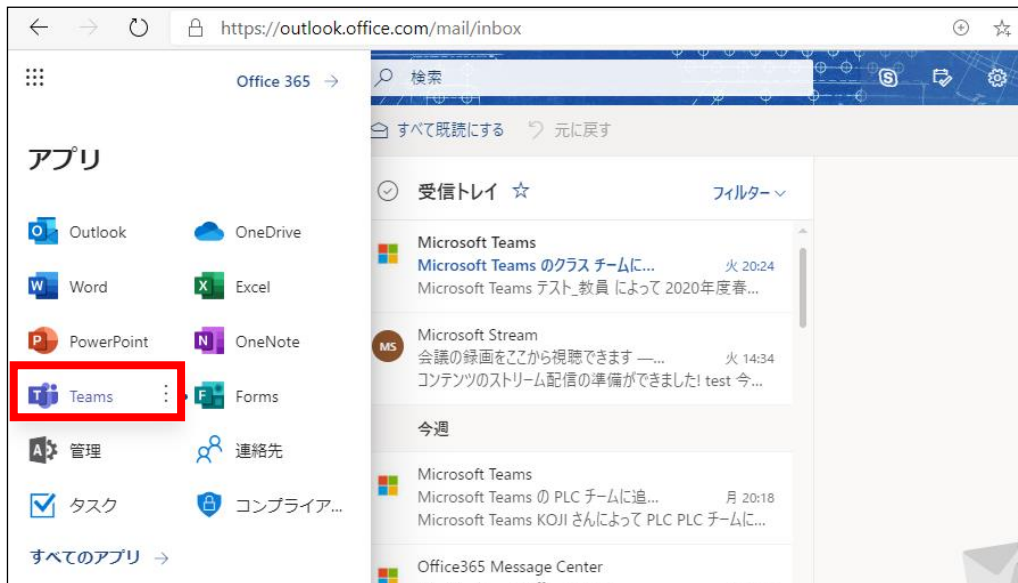 https://outlook.office.com/mail/inbox
Office 365 →
検索
アプリ
Outlook
OneDrive
Word
Excel
PowerPoint
OneNote
Teams
Forms
管理
連絡先
タスク
コンプライア...
すべてのアプリ →
すべて既読にする
元に戻す
受信トレイ
フィルター
Microsoft Teams
Microsoft Teams のクラス チームに... 火 20:24
Microsoft Teams テスト_教員 によって 2020年度春...
MS
Microsoft Stream
会議の録画をここから視聴できます —... 火 14:34
コンテンツのストリーム配信の準備ができました! test 今...
今週
Microsoft Teams
Microsoft Teams の PLC チームに追... 月 20:18
Microsoft Teams KOJI さんによって PLC PLC チームに...
Office365 Message Center